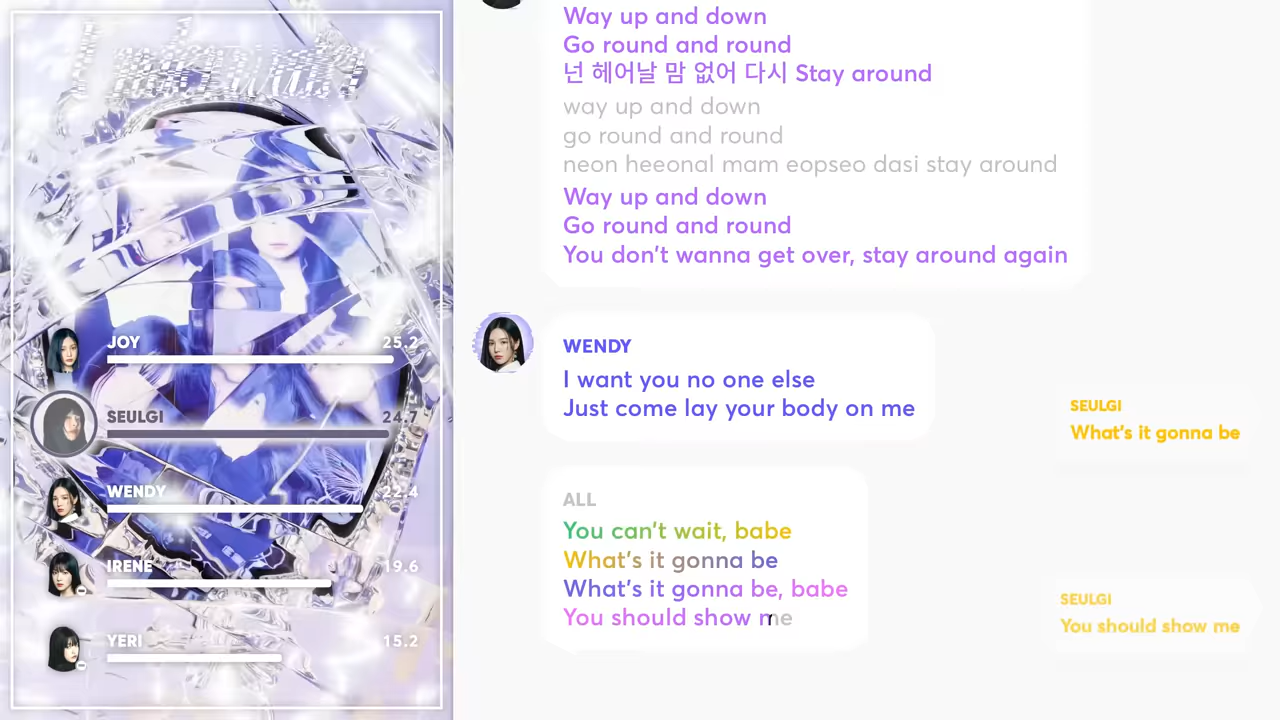 JOY
25.2
SEULGI
24.7
WENDY
22.4
IRENE
19.6
YERI
15.2
Way up and down
Go round and round
넌 헤어날 맘 없어 다시 Stay around
way up and down
go round and round
neon heeonal mam eopseo dasi stay around
Way up and down
Go round and round
You don't wanna get over, stay around again
WENDY
I want you no one else
Just come lay your body on me
SEULGI
What's it gonna be
ALL
You can't wait, babe
What's it gonna be
What's it gonna be, babe
You should show me
SEULGI
You should show me